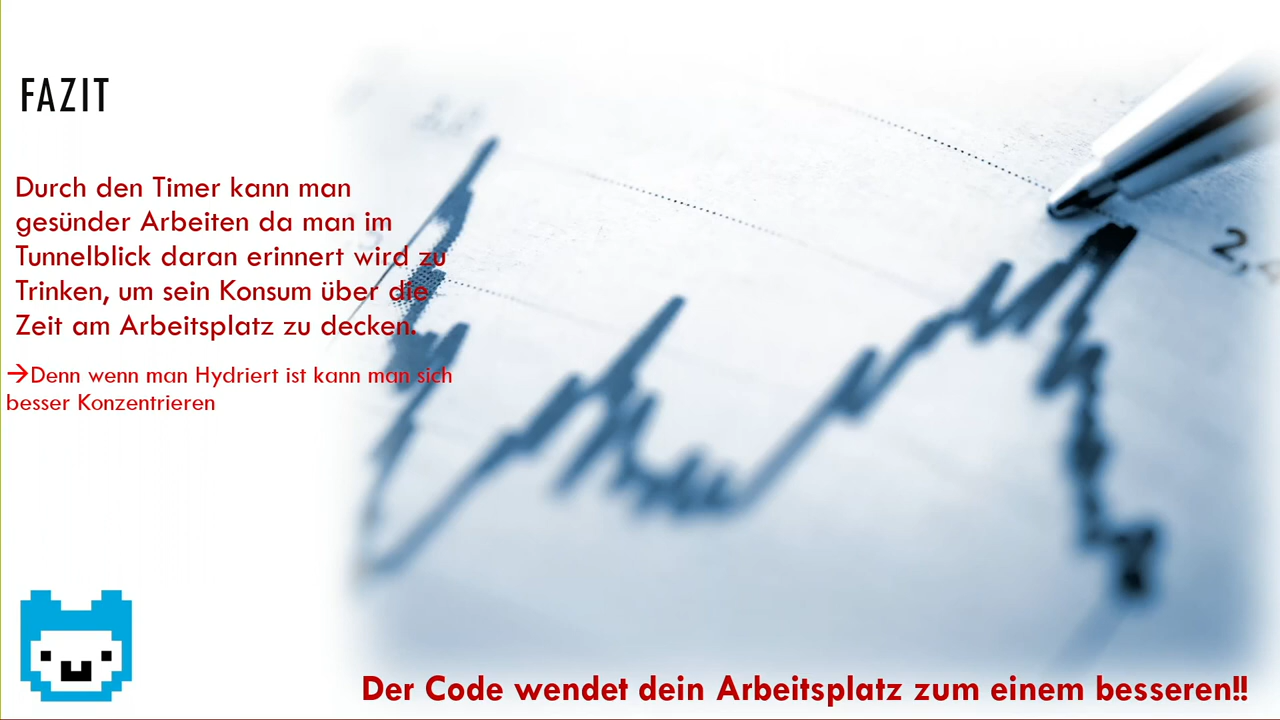 FAZIT
Durch den Timer kann man
gesünder Arbeiten da man im
Tunnelblick daran erinnert wird zu
Trinken, um sein Konsum über die
Zeit am Arbeitsplatz zu decken.
→Denn wenn man Hydriert ist kann man sich
besser Konzentrieren
Der Code wendet dein Arbeitsplatz zum einem besseren!!